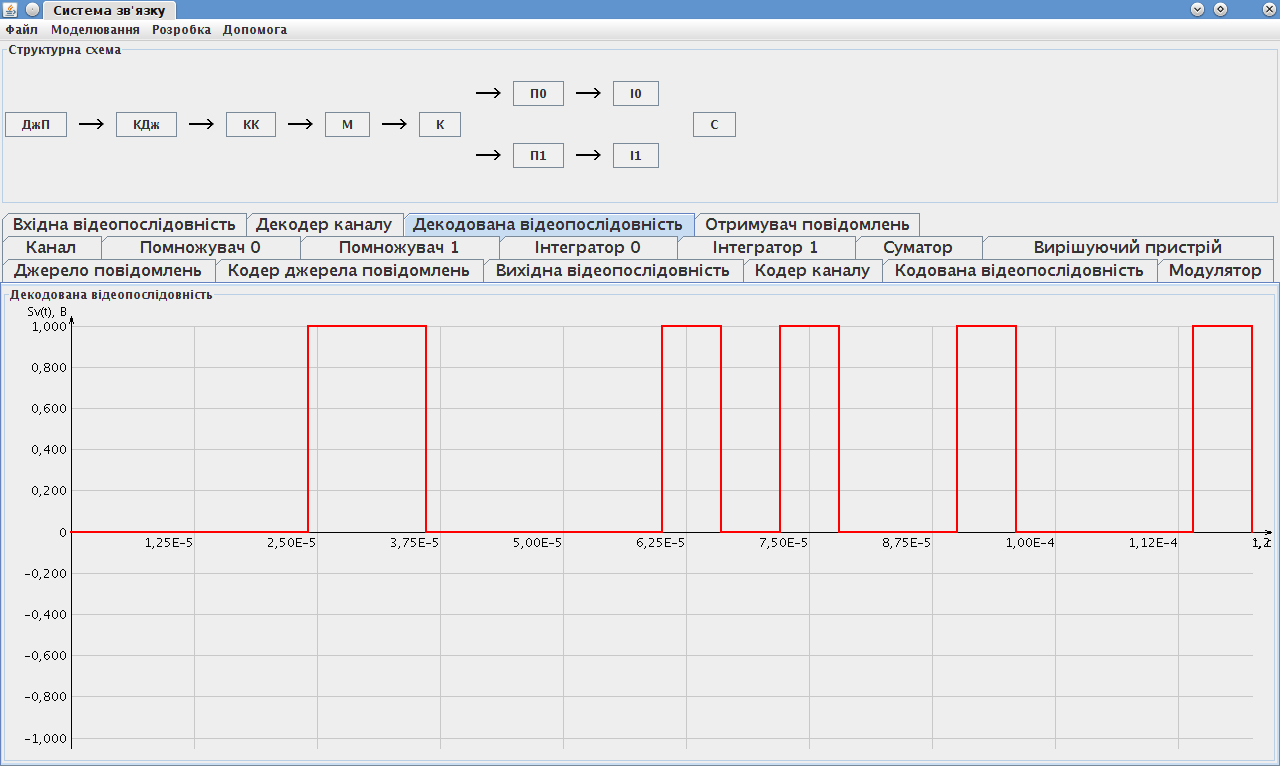 Система зв'язку
Файл Моделювання Розробка Допомога
Структурна схема
П0 І0
ДжП КДж КК М К С
П1 І1
Вхідна відеопослідовність Декодер каналу Декодована відеопослідовність Отримувач повідомлень
Канал Помножувач 0 Помножувач 1 Інтегратор 0 Інтегратор 1 Суматор Вирішуючий пристрій
Джерело повідомлень Кодер джерела повідомлень Вихідна відеопослідовність Кодер каналу Кодована відеопослідовність Модулятор
Декодована відеопослідовність
Sv(t), В
1,000
0,800
0,600
0,400
0,200
0
1,25E-5 2,50E-5 3,75E-5 5,00E-5 6,25E-5 7,50E-5 8,75E-5 1,00E-4 1,12E-4
-0,200
-0,400
-0,600
-0,800
-1,000